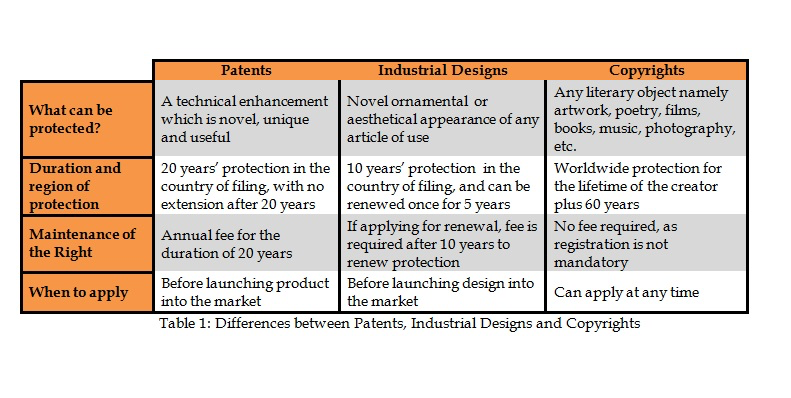 Patents Industrial Designs Copyrights
What can be
protected?
A technical enhancement
which is novel, unique
and useful
Novel ornamental or
aesthetical appearance of any
article of use
Any literary object namely
artwork, poetry, films,
books, music, photography,
etc.
Duration and
region of
protection
20 years’ protection in the
country of filing, with no
extension after 20 years
10 years’ protection in the
country of filing, and can be
renewed once for 5 years
Worldwide protection for
the lifetime of the creator
plus 60 years
Maintenance of
the Right
Annual fee for the
duration of 20 years
If applying for renewal, fee is
required after 10 years to
renew protection
No fee required, as
registration is not
mandatory
When to apply
Before launching product
into the market
Before launching design into
the market
Can apply at any time
Table 1: Differences between Patents, Industrial Designs and Copyrights